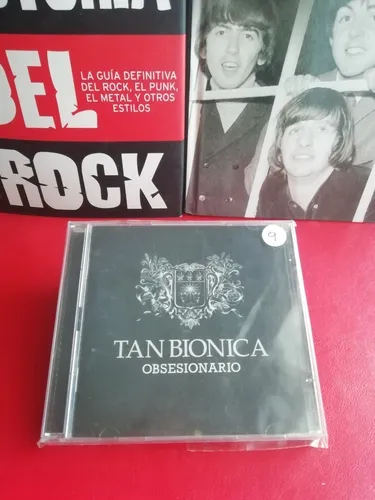 DEL
LA GUÍA DEFINITIVA
DEL ROCK, EL PUNK,
EL METAL Y OTROS
ESTILOS
ROCK
9
TAN BIONICA
OBSESIONARIO